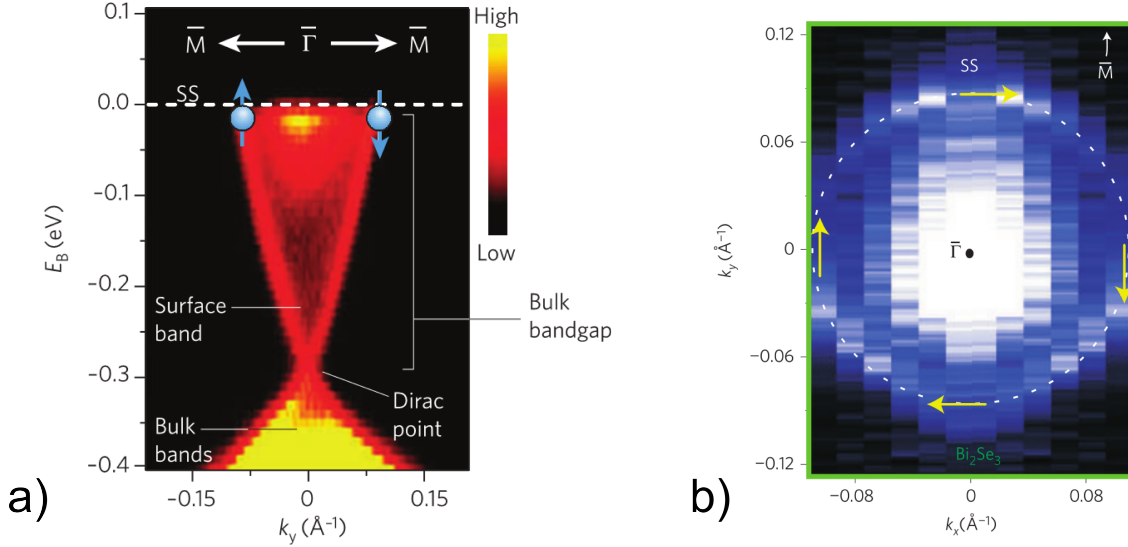 High
M̅ Γ̅ M̅
SS
Low
0.1
0.0
−0.1
−0.2
−0.3
−0.4
E_B (eV)
Surface
band
Bulk
bandgap
Dirac
point
Bulk
bands
−0.15 0 0.15
k_y (Å⁻¹)
a)
0.12
0.06
0
−0.06
−0.12
k_y (Å⁻¹)
SS
M̅
Γ̅
Bi₂Se₃
−0.08 0 0.08
k_x (Å⁻¹)
b)